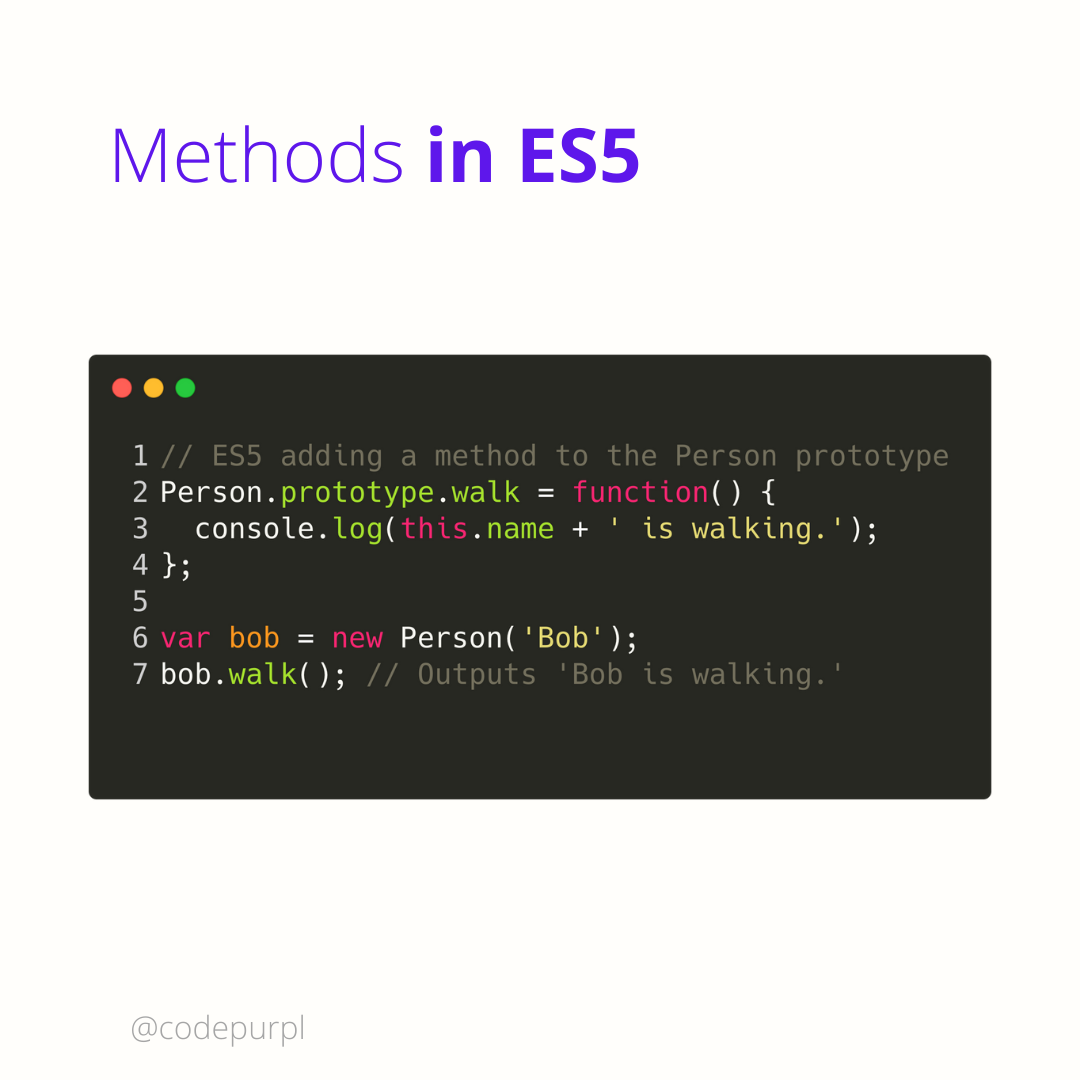 Methods in ES5
1 // ES5 adding a method to the Person prototype
2 Person.prototype.walk = function() {
3   console.log(this.name + ' is walking.');
4 };
5
6 var bob = new Person('Bob');
7 bob.walk(); // Outputs 'Bob is walking.'
@codepurpl